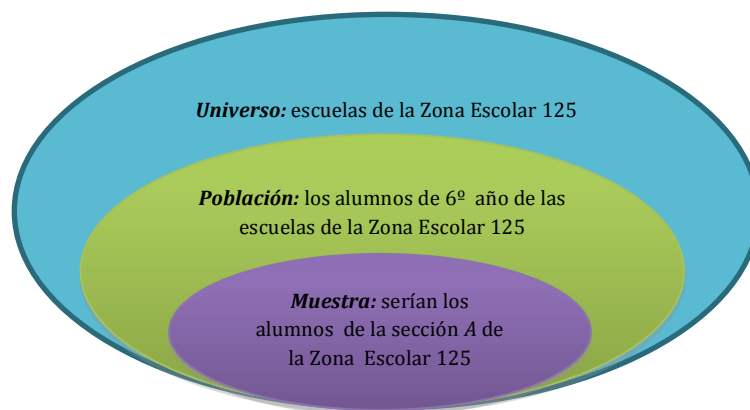 Universo: escuelas de la Zona Escolar 125
Población: los alumnos de 6º año de las
escuelas de la Zona Escolar 125
Muestra: serían los
alumnos de la sección A de
la Zona Escolar 125